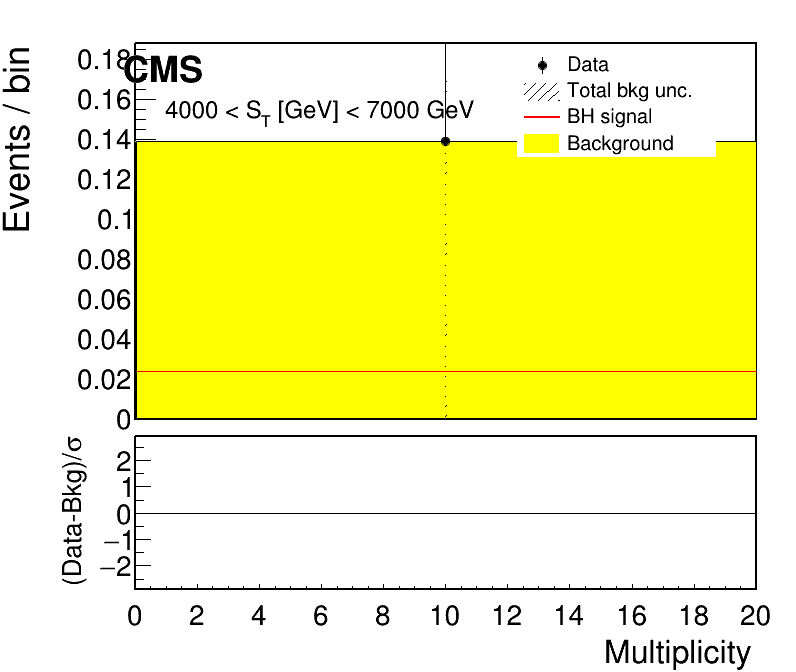 CMS
4000 < S_T [GeV] < 7000 GeV
Data
Total bkg unc.
BH signal
Background
Events / bin
0.18
0.16
0.14
0.12
0.1
0.08
0.06
0.04
0.02
0
(Data-Bkg)/σ
2
1
0
−1
−2
0 2 4 6 8 10 12 14 16 18 20
Multiplicity